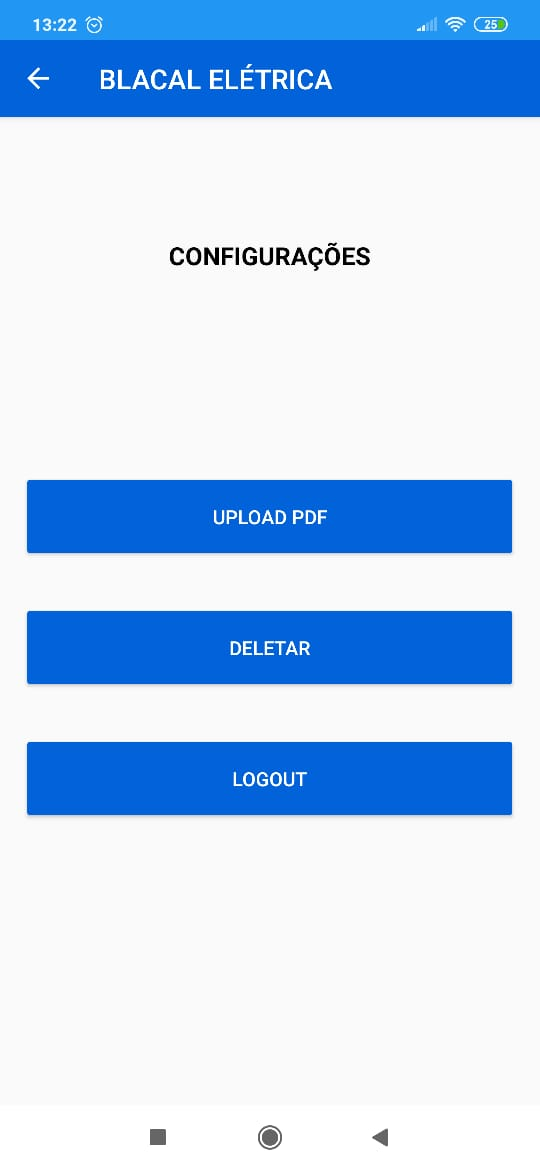 13:22
25
BLACAL ELÉTRICA
CONFIGURAÇÕES
UPLOAD PDF
DELETAR
LOGOUT